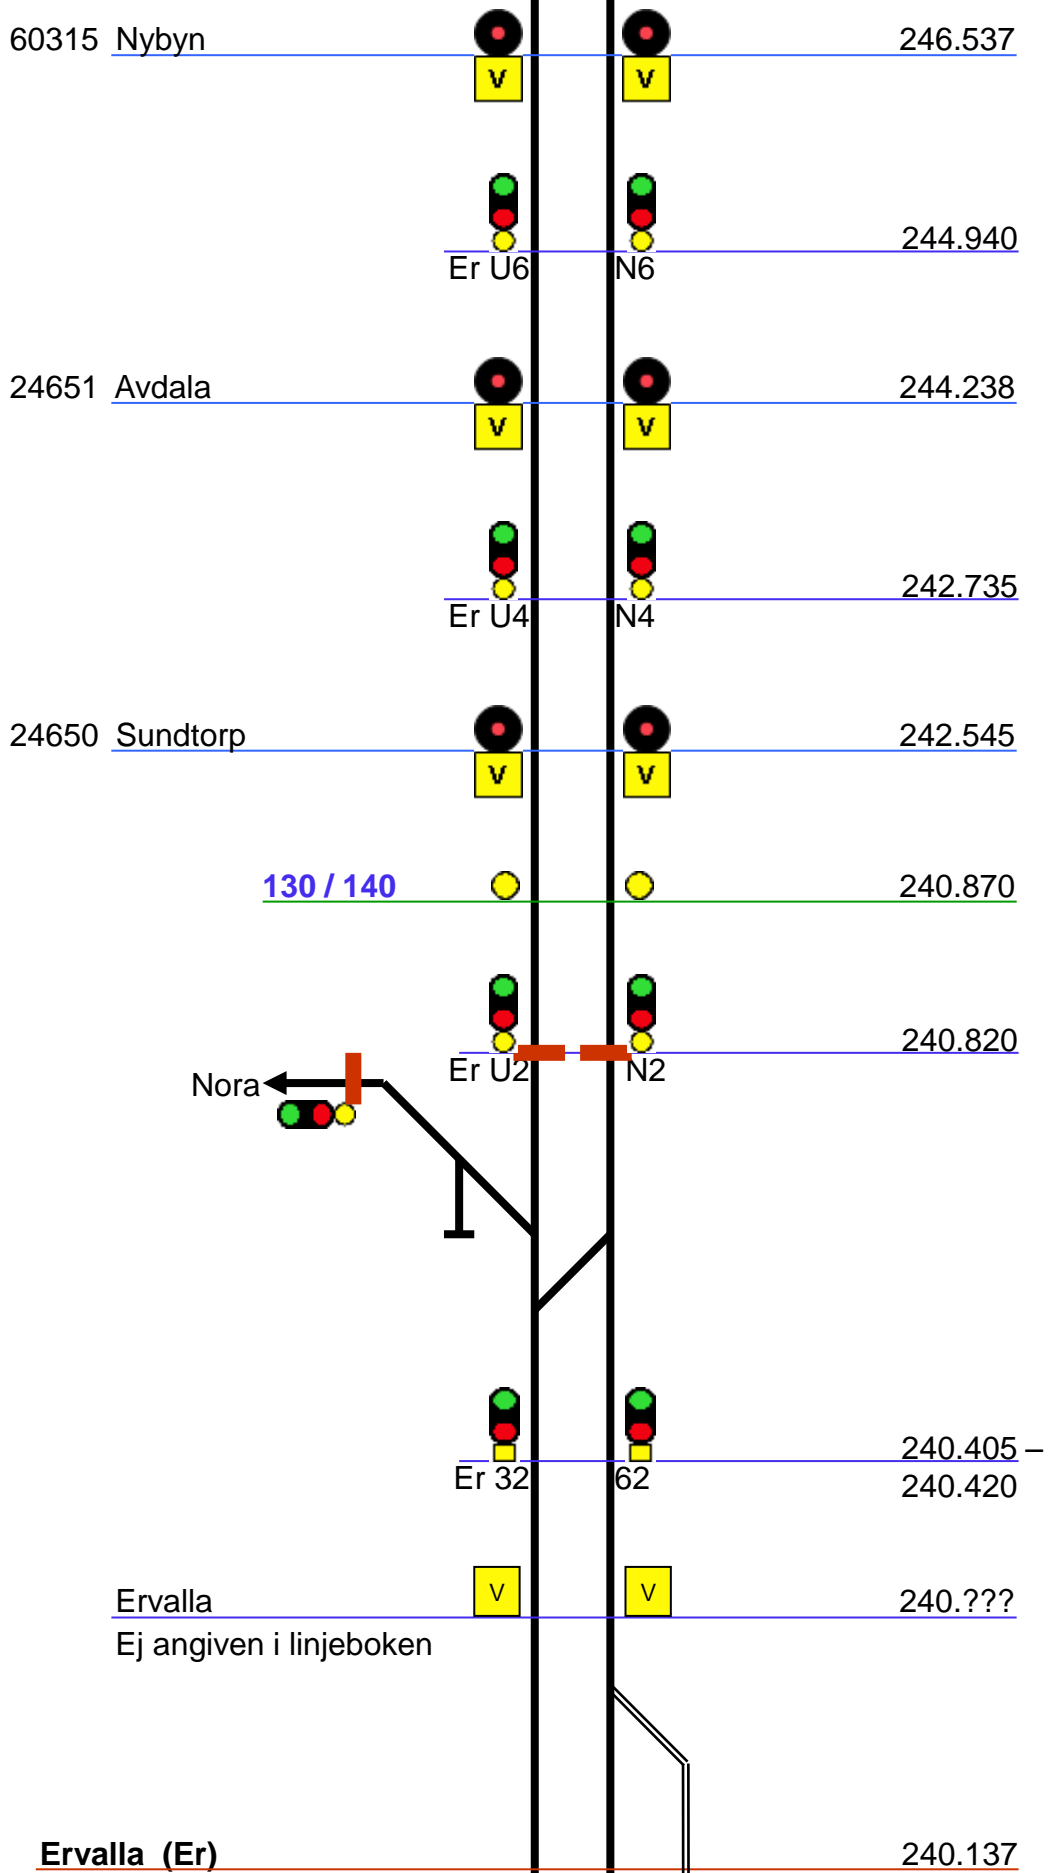 60315 Nybyn 246.537
V V
244.940
Er U6 N6
24651 Avdala 244.238
V V
242.735
Er U4 N4
24650 Sundtorp 242.545
V V
130 / 140 240.870
240.820
Er U2 N2
Nora
240.405 –
Er 32 62 240.420
V V
Ervalla 240.???
Ej angiven i linjeboken
Ervalla (Er) 240.137